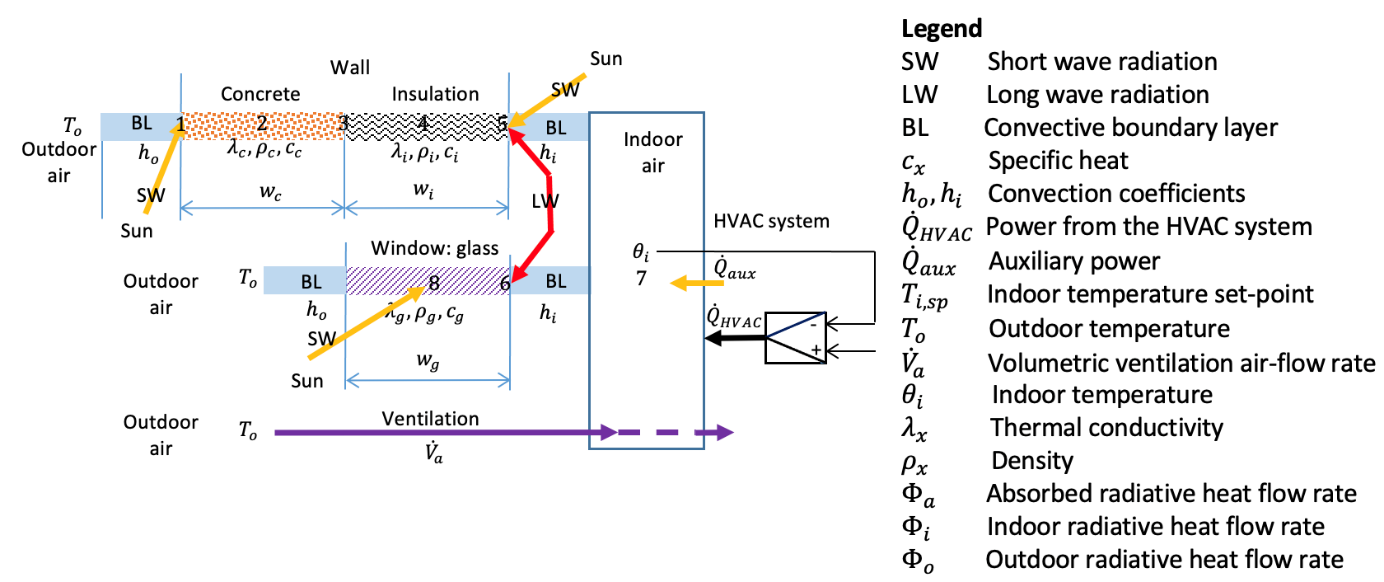 Wall
Concrete
Insulation
Sun
SW
T_o
BL
1
2
3
4
5
BL
Outdoor
air
h_o
λ_c, ρ_c, c_c
λ_i, ρ_i, c_i
h_i
SW
w_c
w_i
LW
Sun
Window: glass
Outdoor
air
T_o
BL
8
6
BL
h_o
λ_g, ρ_g, c_g
h_i
SW
w_g
Sun
Outdoor
air
T_o
Ventilation
V̇_a
Indoor
air
HVAC system
θ_i
7
Q̇_aux
Q̇_HVAC
-
+
Legend
SW Short wave radiation
LW Long wave radiation
BL Convective boundary layer
c_x Specific heat
h_o, h_i Convection coefficients
Q̇_HVAC Power from the HVAC system
Q̇_aux Auxiliary power
T_i,sp Indoor temperature set-point
T_o Outdoor temperature
V̇_a Volumetric ventilation air-flow rate
θ_i Indoor temperature
λ_x Thermal conductivity
ρ_x Density
Φ_a Absorbed radiative heat flow rate
Φ_i Indoor radiative heat flow rate
Φ_o Outdoor radiative heat flow rate